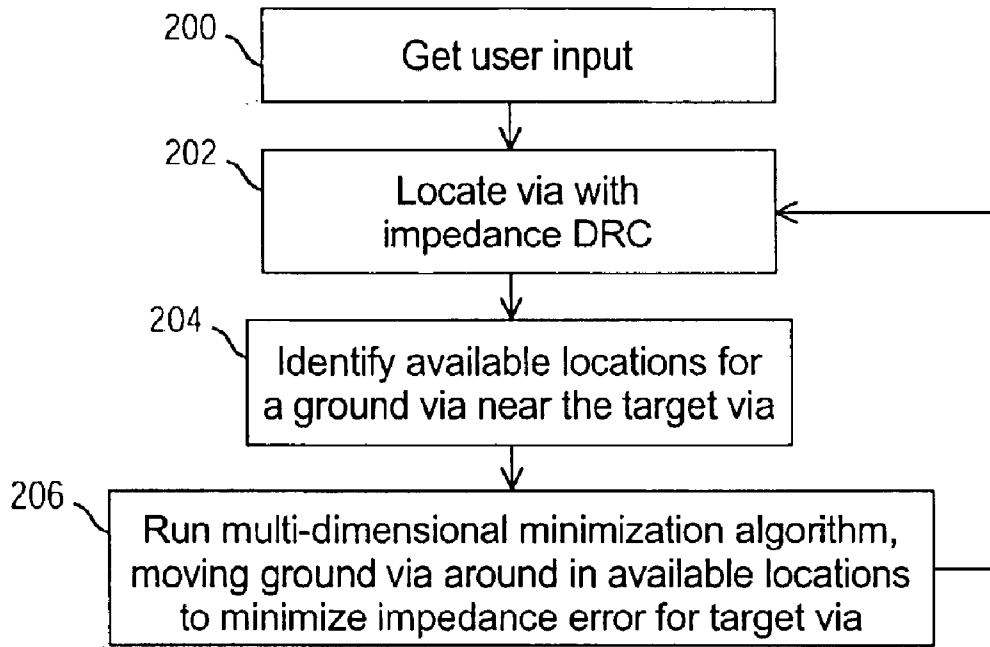 200
Get user input
202
Locate via with
impedance DRC
204
Identify available locations for
a ground via near the target via
206
Run multi-dimensional minimization algorithm,
moving ground via around in available locations
to minimize impedance error for target via